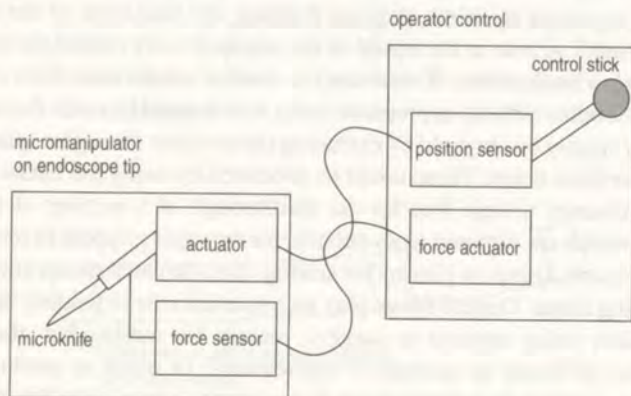 operator control
control stick
position sensor
micromanipulator
on endoscope tip
actuator
force actuator
microknife
force sensor